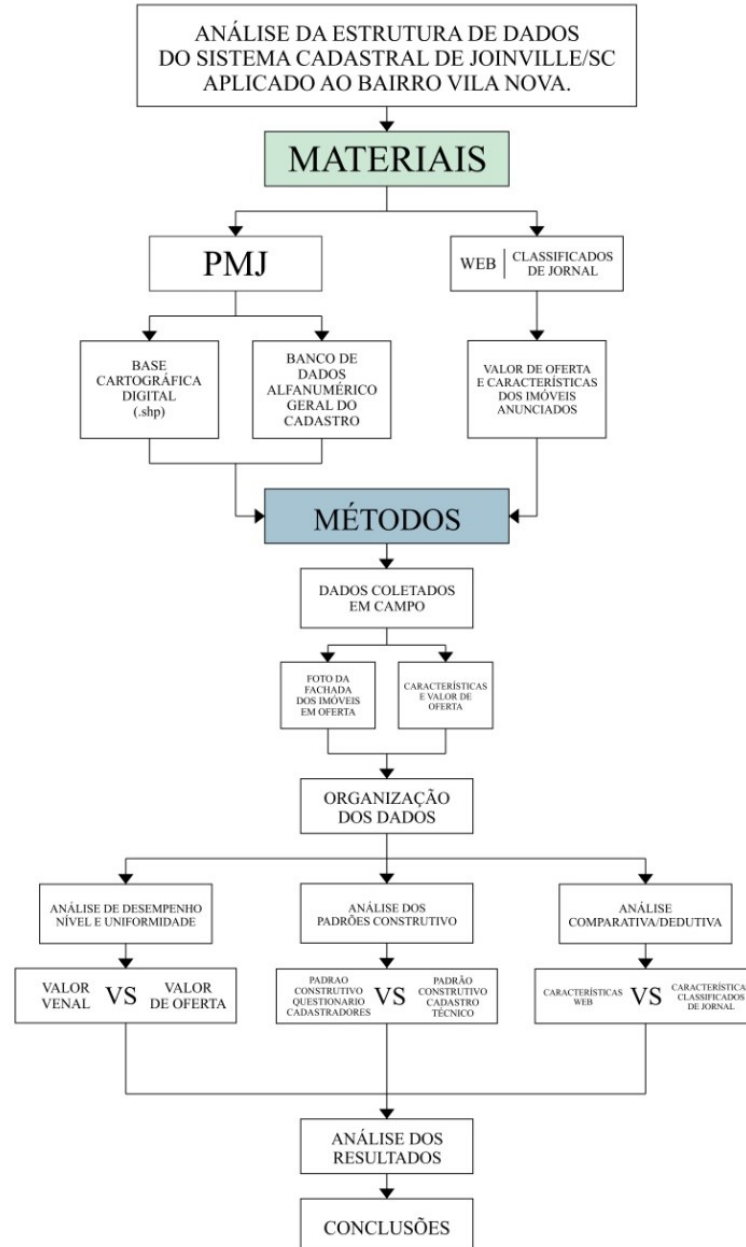 ANÁLISE DA ESTRUTURA DE DADOS
DO SISTEMA CADASTRAL DE JOINVILLE/SC
APLICADO AO BAIRRO VILA NOVA.
MATERIAIS
PMJ
WEB
CLASSIFICADOS
DE JORNAL
BASE
CARTOGRÁFICA
DIGITAL
(.shp)
BANCO DE
DADOS
ALFANUMÉRICO
GERAL DO
CADASTRO
VALOR DE OFERTA
E CARACTERÍSTICAS
DOS IMÓVEIS
ANUNCIADOS
MÉTODOS
DADOS COLETADOS
EM CAMPO
FOTO DA
FACHADA
DOS IMÓVEIS
EM OFERTA
CARACTERÍSTICAS
E VALOR DE
OFERTA
ORGANIZAÇÃO
DOS DADOS
ANÁLISE DE DESEMPENHO
NÍVEL E UNIFORMIDADE
ANÁLISE DOS
PADRÕES CONSTRUTIVO
ANÁLISE
COMPARATIVA/DEDUTIVA
VALOR
VENAL
VS
VALOR
DE OFERTA
PADRAO
CONSTRUTIVO
QUESTIONARIO
CADASTRADORES
VS
PADRÃO
CONSTRUTIVO
CADASTRO
TÉCNICO
CARACTERÍSTICAS
WEB
VS
CARACTERÍSTICA
CLASSIFICADOS
DE JORNAL
ANÁLISE DOS
RESULTADOS
CONCLUSÕES